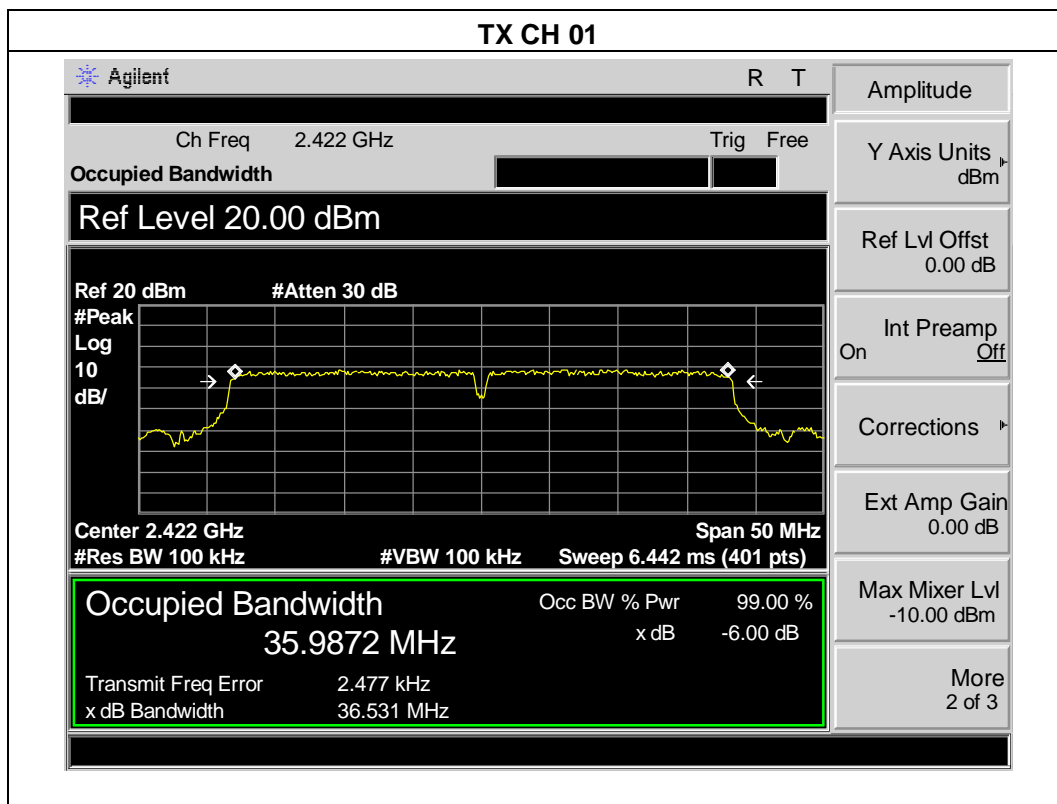 TX CH 01
Agilent R T
Ch Freq 2.422 GHz Trig Free
Occupied Bandwidth
Ref Level 20.00 dBm
Ref 20 dBm #Atten 30 dB
#Peak
Log
10
dB/
Center 2.422 GHz Span 50 MHz
#Res BW 100 kHz #VBW 100 kHz Sweep 6.442 ms (401 pts)
Occupied Bandwidth Occ BW % Pwr 99.00 %
35.9872 MHz x dB -6.00 dB
Transmit Freq Error 2.477 kHz
x dB Bandwidth 36.531 MHz
Amplitude
Y Axis Units
dBm
Ref Lvl Offst
0.00 dB
Int Preamp
On Off
Corrections
Ext Amp Gain
0.00 dB
Max Mixer Lvl
-10.00 dBm
More
2 of 3